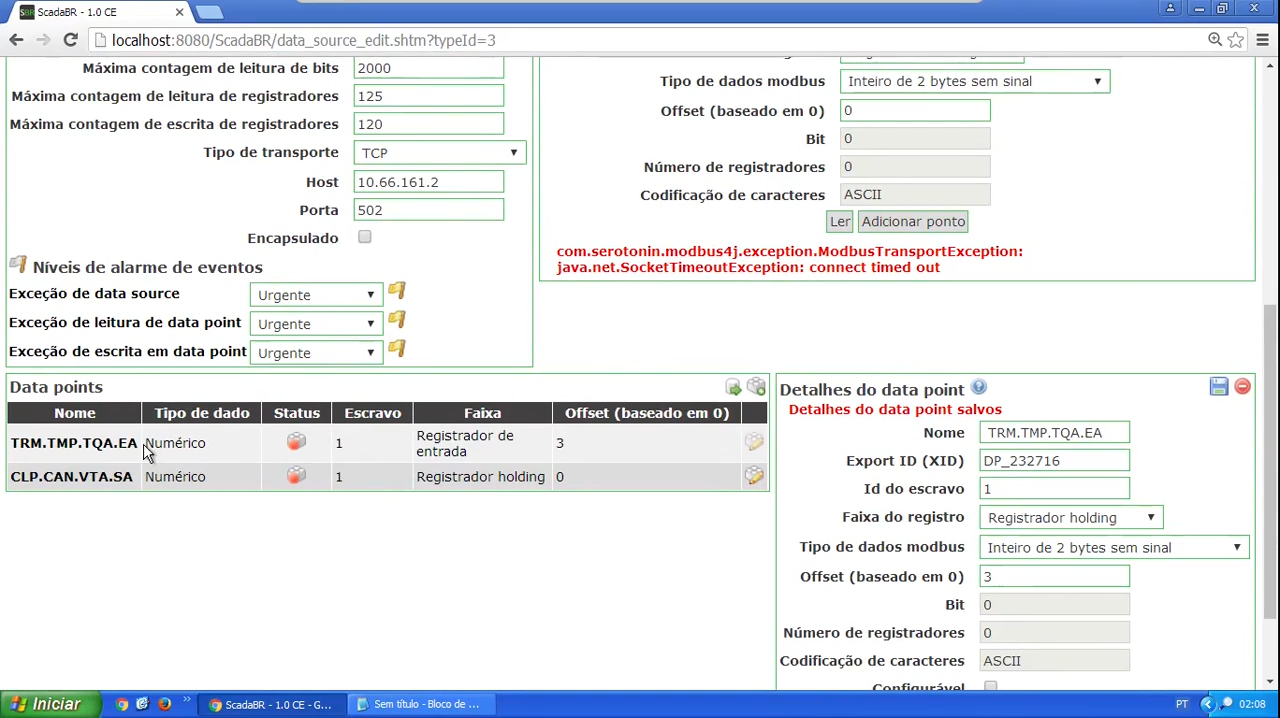 ScadaBR - 1.0 CE
localhost:8080/ScadaBR/data_source_edit.shtm?typeId=3
Máxima contagem de leitura de bits 2000
Máxima contagem de leitura de registradores 125
Máxima contagem de escrita de registradores 120
Tipo de transporte TCP
Host 10.66.161.2
Porta 502
Encapsulado
Níveis de alarme de eventos
Exceção de data source Urgente
Exceção de leitura de data point Urgente
Exceção de escrita em data point Urgente
Tipo de dados modbus Inteiro de 2 bytes sem sinal
Offset (baseado em 0) 0
Bit 0
Número de registradores 0
Codificação de caracteres ASCII
Ler Adicionar ponto
com.serotonin.modbus4j.exception.ModbusTransportException:
java.net.SocketTimeoutException: connect timed out
Data points
Nome Tipo de dado Status Escravo Faixa Offset (baseado em 0)
TRM.TMP.TQA.EA Numérico 1 Registrador de entrada 3
CLP.CAN.VTA.SA Numérico 1 Registrador holding 0
Detalhes do data point
Detalhes do data point salvos
Nome TRM.TMP.TQA.EA
Export ID (XID) DP_232716
Id do escravo 1
Faixa do registro Registrador holding
Tipo de dados modbus Inteiro de 2 bytes sem sinal
Offset (baseado em 0) 3
Bit 0
Número de registradores 0
Codificação de caracteres ASCII
Configurável
Iniciar ScadaBR - 1.0 CE - G... Sem título - Bloco de ... PT 02:08